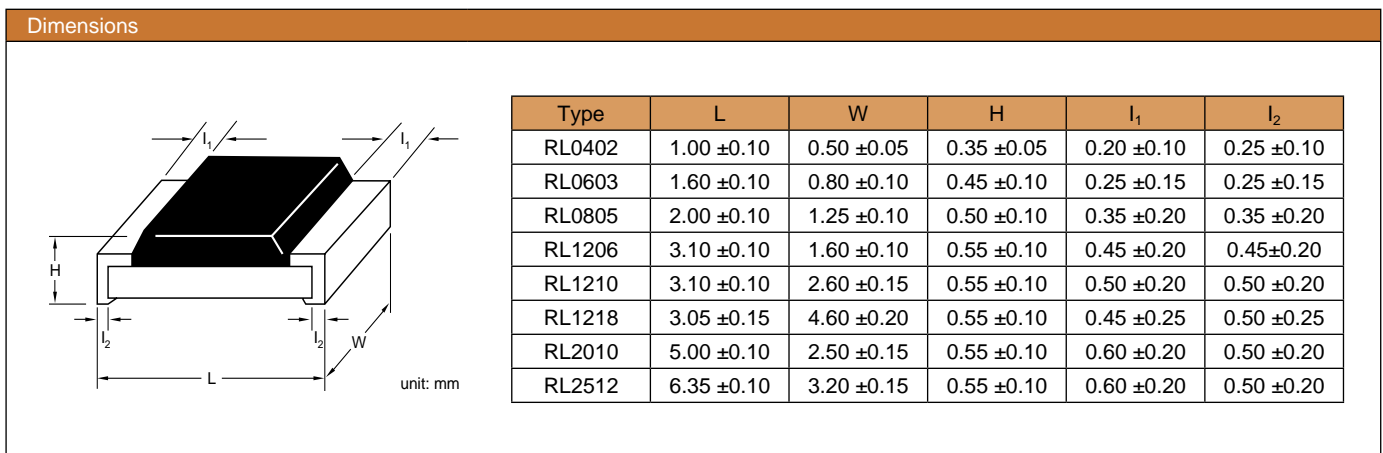 Dimensions
l₁ l₁
H
l₂ l₂ W
L unit: mm
Type L W H l₁ l₂
RL0402 1.00 ±0.10 0.50 ±0.05 0.35 ±0.05 0.20 ±0.10 0.25 ±0.10
RL0603 1.60 ±0.10 0.80 ±0.10 0.45 ±0.10 0.25 ±0.15 0.25 ±0.15
RL0805 2.00 ±0.10 1.25 ±0.10 0.50 ±0.10 0.35 ±0.20 0.35 ±0.20
RL1206 3.10 ±0.10 1.60 ±0.10 0.55 ±0.10 0.45 ±0.20 0.45±0.20
RL1210 3.10 ±0.10 2.60 ±0.15 0.55 ±0.10 0.50 ±0.20 0.50 ±0.20
RL1218 3.05 ±0.15 4.60 ±0.20 0.55 ±0.10 0.45 ±0.25 0.50 ±0.25
RL2010 5.00 ±0.10 2.50 ±0.15 0.55 ±0.10 0.60 ±0.20 0.50 ±0.20
RL2512 6.35 ±0.10 3.20 ±0.15 0.55 ±0.10 0.60 ±0.20 0.50 ±0.20